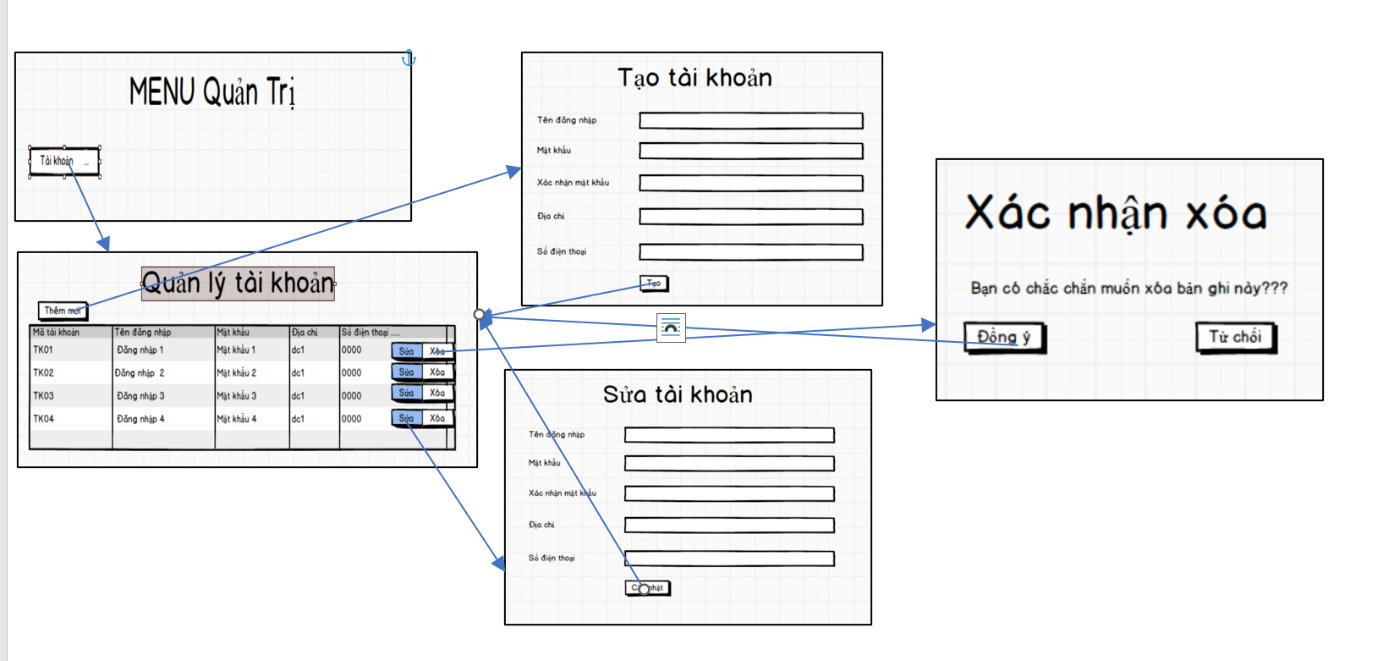 MENU Quản Trị
Tài khoản ...
Quản lý tài khoản
Thêm mới
Mã tài khoản Tên đăng nhập Mật khẩu Địa chỉ Số điện thoại ....
TK01 Đăng nhập 1 Mật khẩu 1 dc1 0000 Sửa Xóa
TK02 Đăng nhập 2 Mật khẩu 2 dc1 0000 Sửa Xóa
TK03 Đăng nhập 3 Mật khẩu 3 dc1 0000 Sửa Xóa
TK04 Đăng nhập 4 Mật khẩu 4 dc1 0000 Sửa Xóa
Tạo tài khoản
Tên đăng nhập
Mật khẩu
Xác nhận mật khẩu
Địa chỉ
Số điện thoại
Tạo
Sửa tài khoản
Tên đăng nhập
Mật khẩu
Xác nhận mật khẩu
Địa chỉ
Số điện thoại
Cập nhật
Xác nhận xóa
Bạn có chắc chắn muốn xóa bản ghi này???
Đồng ý Từ chối